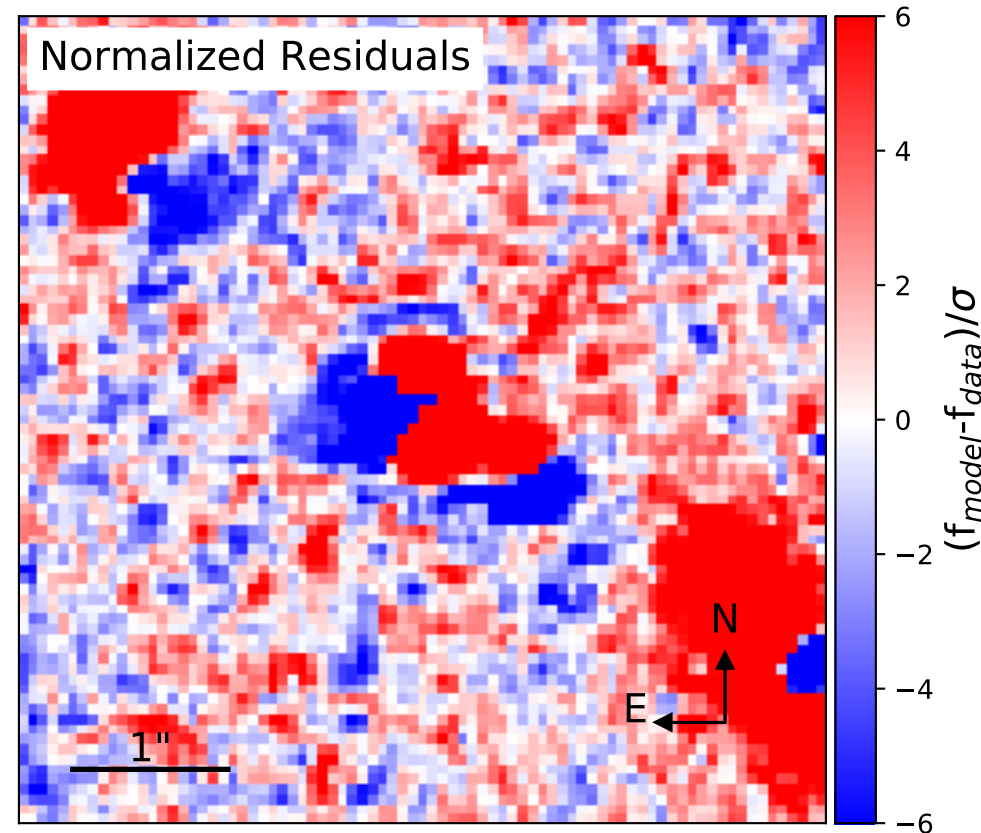 Normalized Residuals
6
4
2
0
−2
−4
−6
(f_model-f_data)/σ
N
E
1"